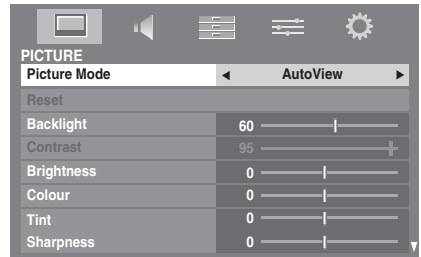 PICTURE
Picture Mode ◀ AutoView ▶
Reset
Backlight 60
Contrast 95
Brightness 0
Colour 0
Tint 0
Sharpness 0